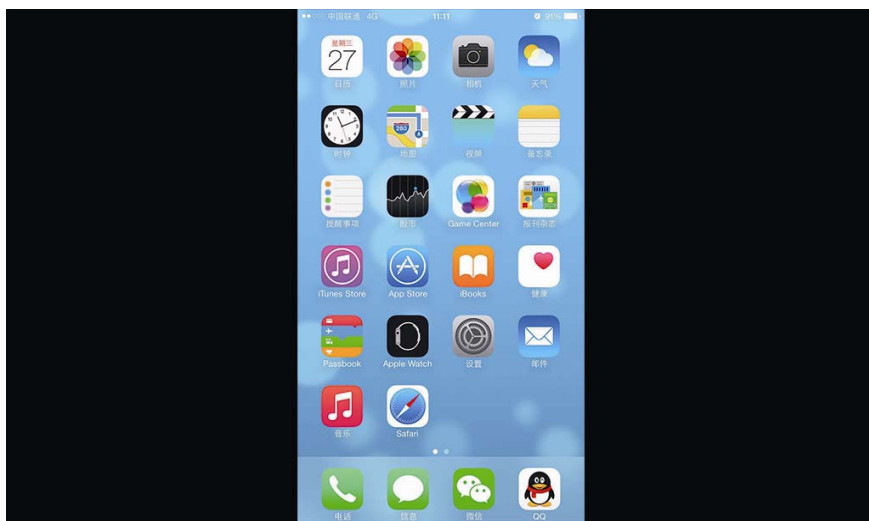 中国联通 4G 11:11 91%
星期三
27
日历 照片 相机 天气
280
时钟 地图 视频 备忘录
提醒事项 股市 Game Center 报刊杂志
iTunes Store App Store iBooks 健康
Passbook Apple Watch 设置 邮件
音乐 Safari
电话 信息 微信 QQ